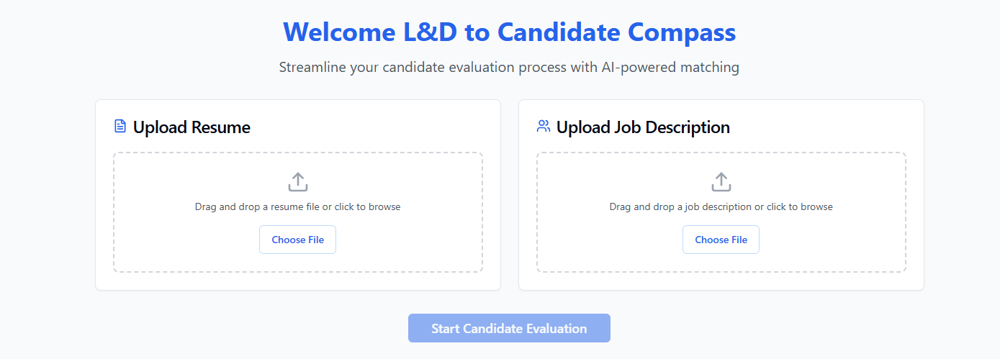 Welcome L&D to Candidate Compass
Streamline your candidate evaluation process with AI-powered matching
Upload Resume
Drag and drop a resume file or click to browse
Choose File
Upload Job Description
Drag and drop a job description or click to browse
Choose File
Start Candidate Evaluation